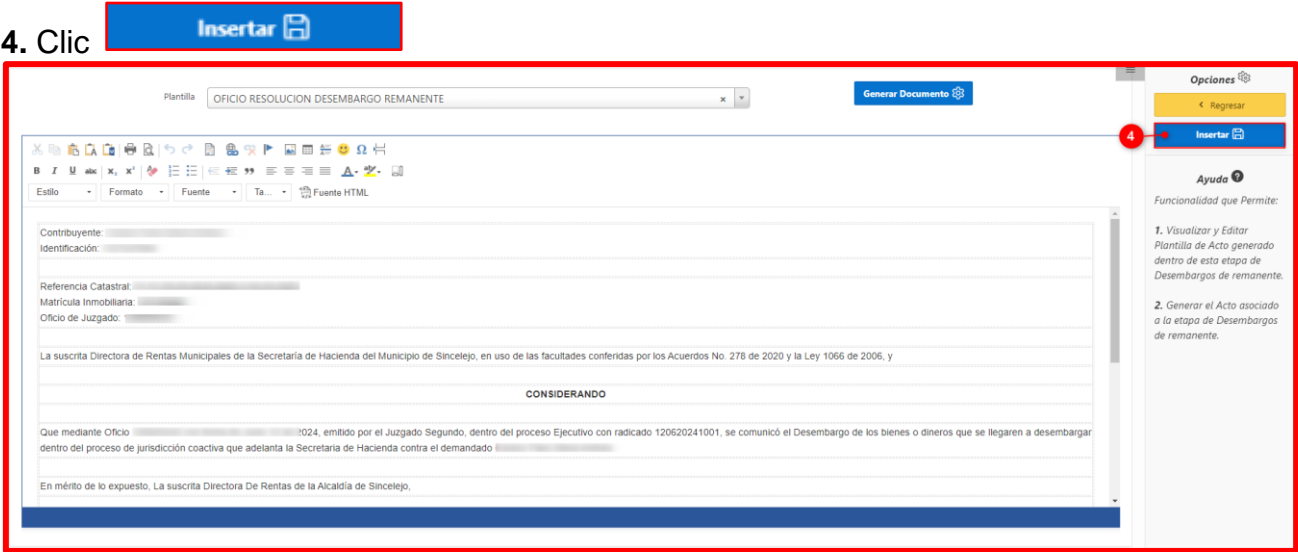 4. Clic Insertar
Plantilla OFICIO RESOLUCION DESEMBARGO REMANENTE x
Generar Documento
Opciones
Regresar
4 Insertar
B I U abc x₂ x²
Estilo Formato Fuente Ta... Fuente HTML
Ayuda
Funcionalidad que Permite:
1. Visualizar y Editar
Plantilla de Acto generado
dentro de esta etapa de
Desembargos de remanente.
2. Generar el Acto asociado
a la etapa de Desembargos
de remanente.
Contribuyente:
Identificación:
Referencia Catastral:
Matrícula Inmobiliaria:
Oficio de Juzgado:
La suscrita Directora de Rentas Municipales de la Secretaría de Hacienda del Municipio de Sincelejo, en uso de las facultades conferidas por los Acuerdos No. 278 de 2020 y la Ley 1066 de 2006, y
CONSIDERANDO
Que mediante Oficio 2024, emitido por el Juzgado Segundo, dentro del proceso Ejecutivo con radicado 120620241001, se comunicó el Desembargo de los bienes o dineros que se llegaren a desembargar
dentro del proceso de jurisdicción coactiva que adelanta la Secretaria de Hacienda contra el demandado
En mérito de lo expuesto, La suscrita Directora De Rentas de la Alcaldía de Sincelejo,